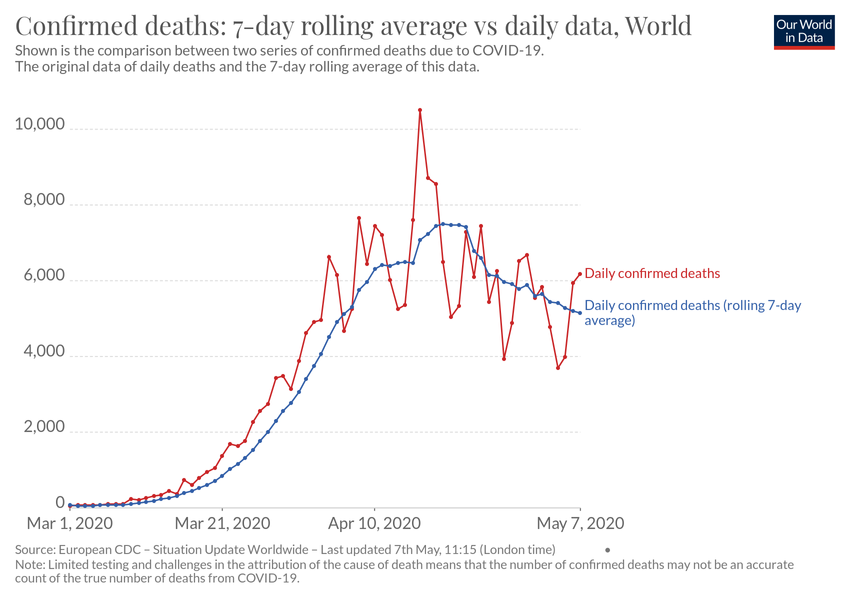 Confirmed deaths: 7-day rolling average vs daily data, World
Our World
in Data
Shown is the comparison between two series of confirmed deaths due to COVID-19.
The original data of daily deaths and the 7-day rolling average of this data.
10,000
8,000
6,000
4,000
2,000
0
Daily confirmed deaths
Daily confirmed deaths (rolling 7-day
average)
Mar 1, 2020
Mar 21, 2020
Apr 10, 2020
May 7, 2020
Source: European CDC – Situation Update Worldwide – Last updated 7th May, 11:15 (London time)
•
Note: Limited testing and challenges in the attribution of the cause of death means that the number of confirmed deaths may not be an accurate
count of the true number of deaths from COVID-19.